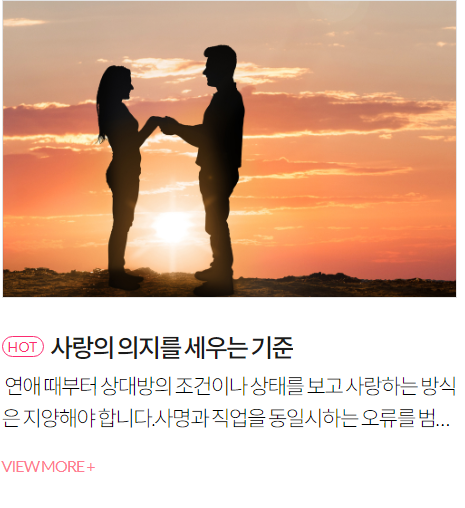 HOT 사랑의 의지를 세우는 기준
연애 때부터 상대방의 조건이나 상태를 보고 사랑하는 방식
은 지양해야 합니다.사명과 직업을 동일시하는 오류를 범...
VIEW MORE +